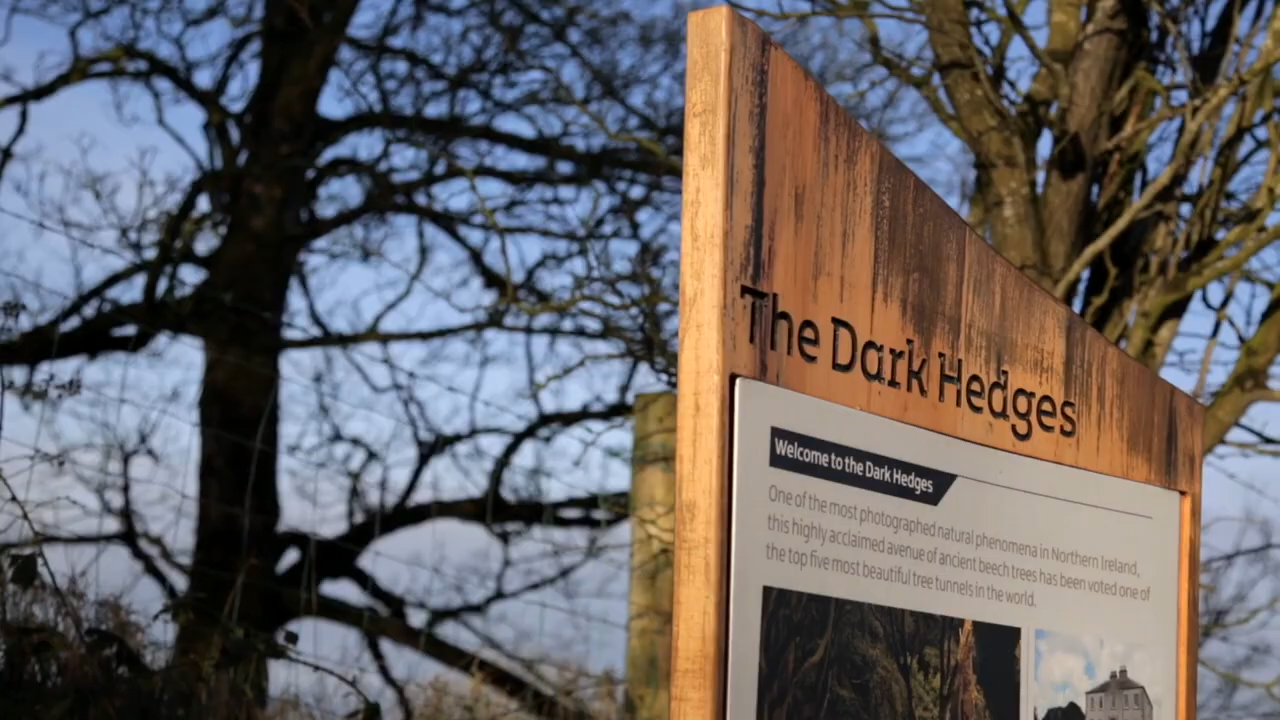 The Dark Hedges
Welcome to the Dark Hedges
One of the most photographed natural phenomena in Northern Ireland,
this highly acclaimed avenue of ancient beech trees has been voted one of
the top five most beautiful tree tunnels in the world.